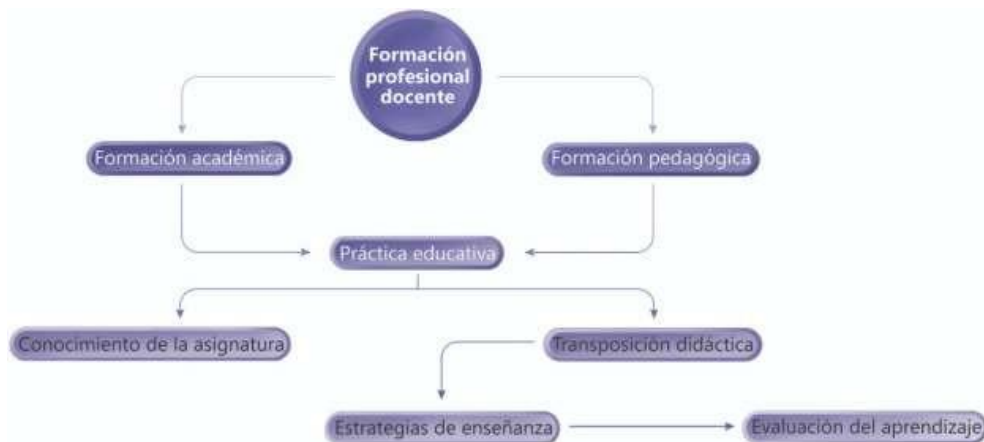 Formación
profesional
docente
Formación académica
Formación pedagógica
Práctica educativa
Conocimiento de la asignatura
Transposición didáctica
Estrategias de enseñanza
Evaluación del aprendizaje